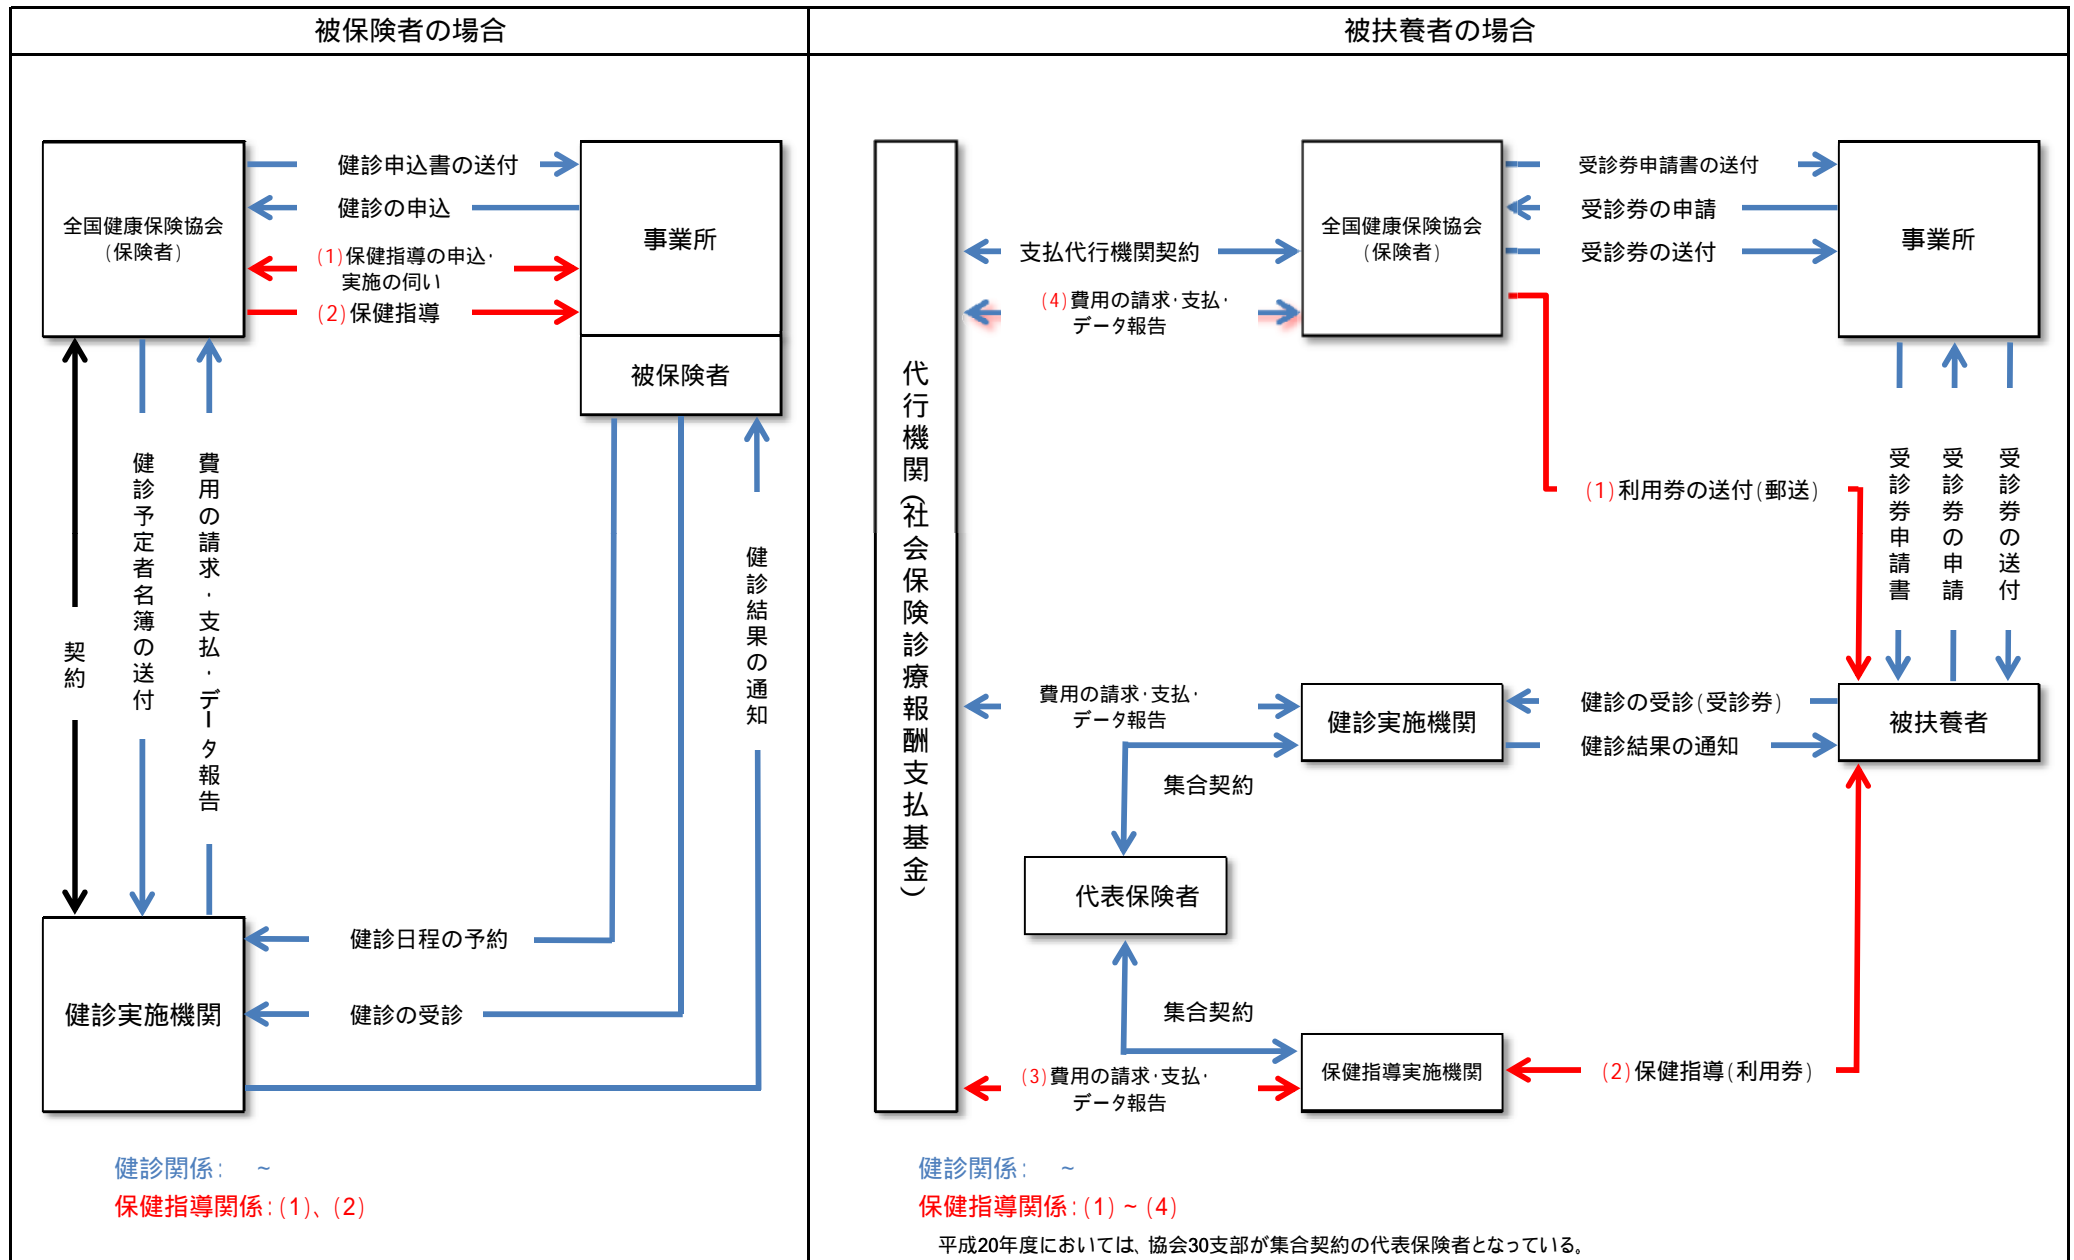 被保険者の場合
全国健康保険協会
(保険者)
健診申込書の送付
健診の申込
(1)保健指導の申込・
実施の伺い
(2)保健指導
事業所
被保険者
契約
健診予定者名簿の送付
費用の請求・支払・データ報告
健診結果の通知
健診日程の予約
健診の受診
健診実施機関
健診関係: ~
保健指導関係:(1)、(2)
被扶養者の場合
代行機関(社会保険診療報酬支払基金)
支払代行機関契約
(4)費用の請求・支払・
データ報告
全国健康保険協会
(保険者)
受診券申請書の送付
受診券の申請
受診券の送付
事業所
(1)利用券の送付(郵送)
受診券申請書
受診券の申請
受診券の送付
費用の請求・支払・
データ報告
健診実施機関
健診の受診(受診券)
健診結果の通知
被扶養者
集合契約
代表保険者
集合契約
(3)費用の請求・支払・
データ報告
保健指導実施機関
(2)保健指導(利用券)
健診関係: ~
保健指導関係:(1)~(4)
平成20年度においては、協会30支部が集合契約の代表保険者となっている。